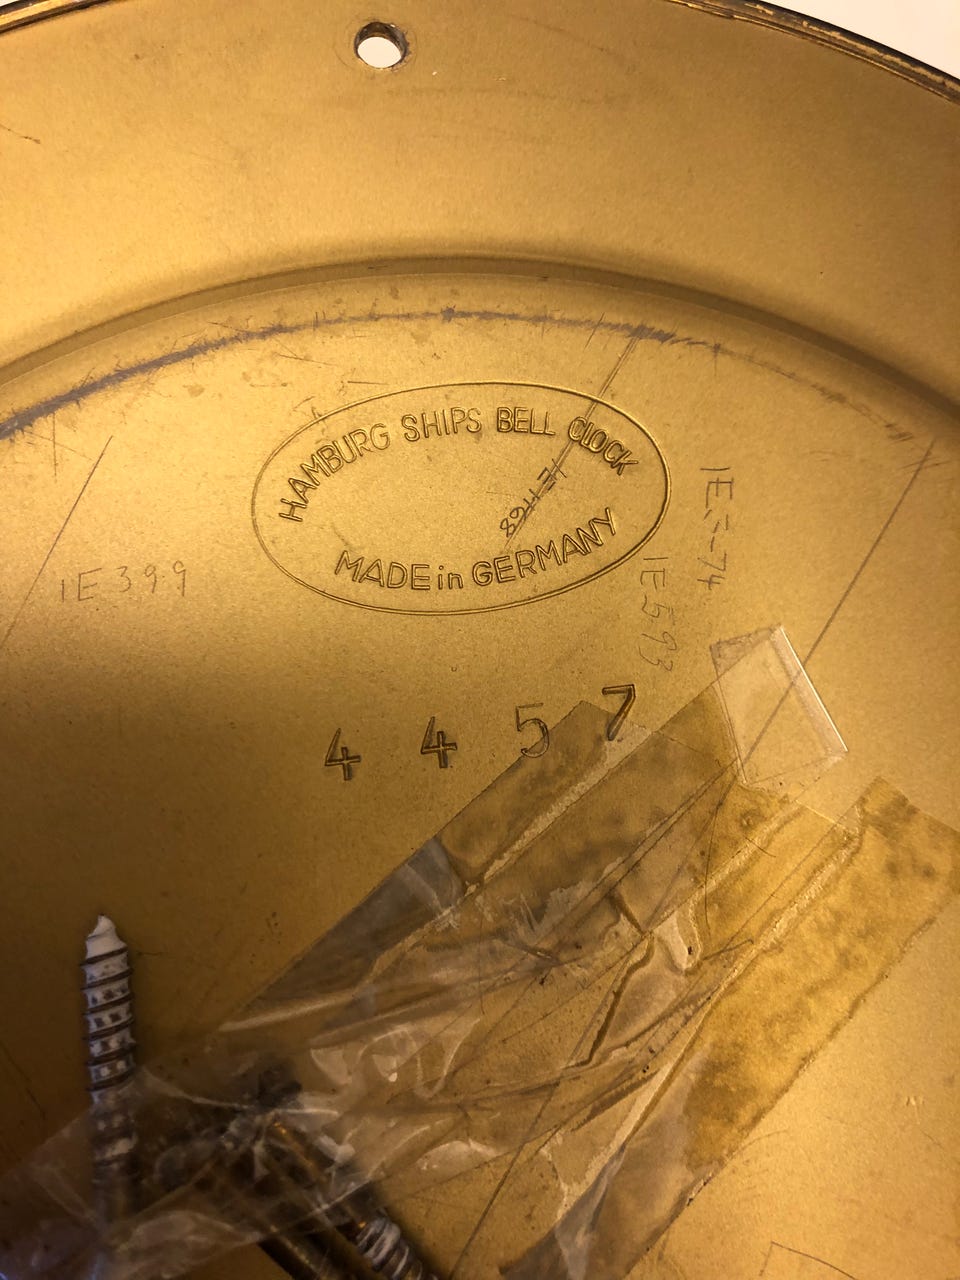 HAMBURG SHIPS BELL CLOCK
MADE in GERMANY
1E399
1E593
4457